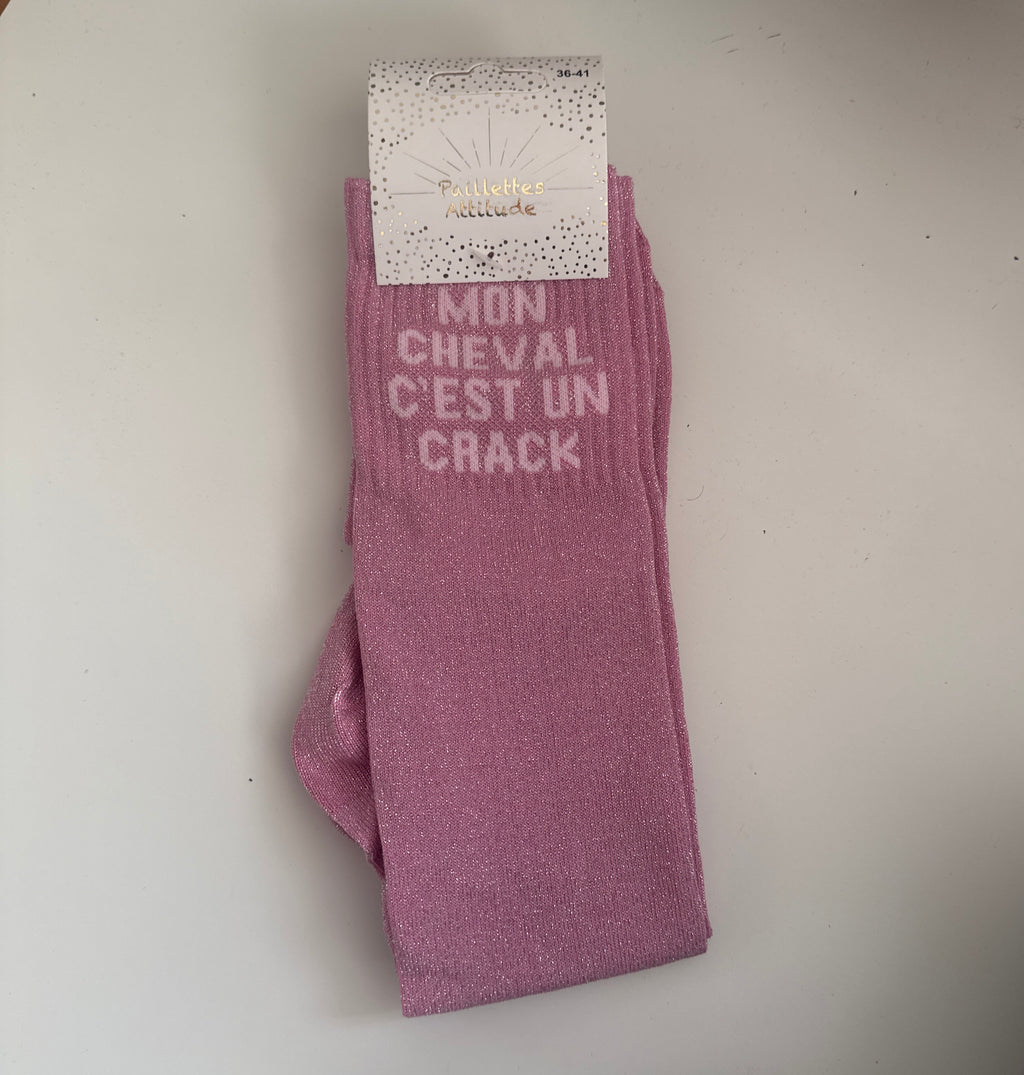 36-41
Paillettes
Attitude
MON
CHEVAL
C'EST UN
CRACK